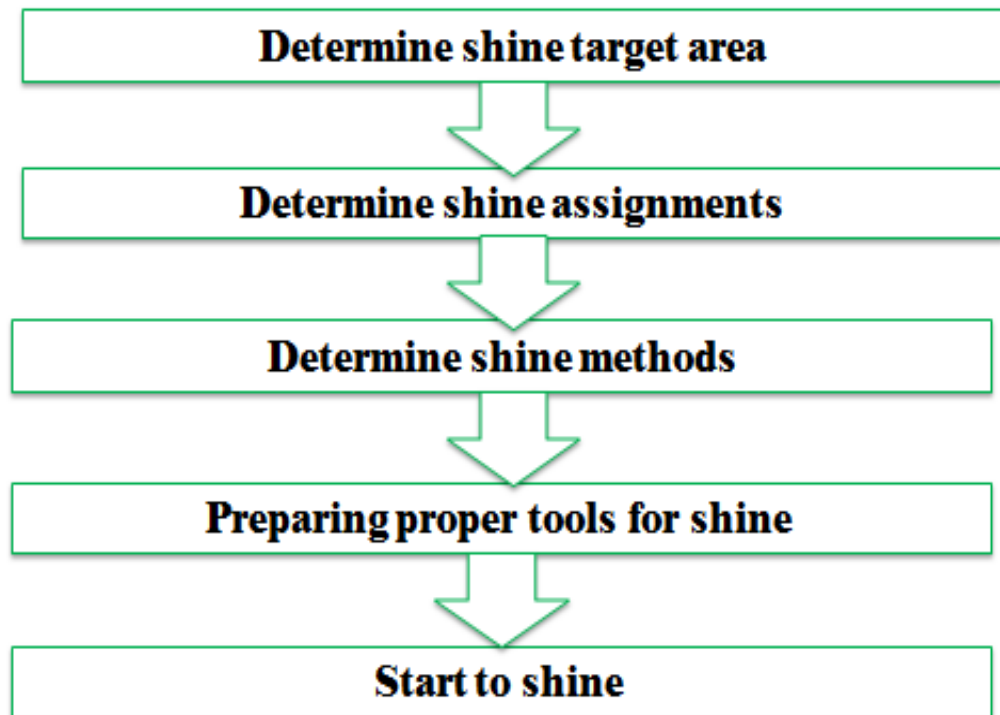 Determine shine target area
Determine shine assignments
Determine shine methods
Preparing proper tools for shine
Start to shine